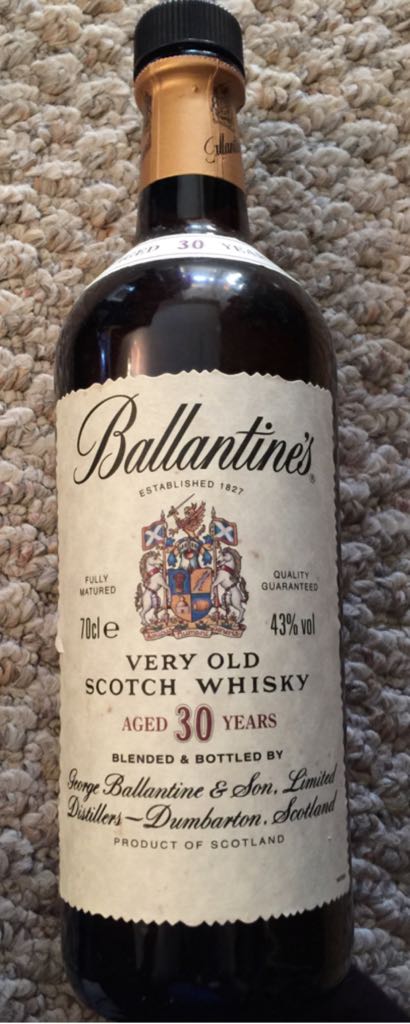 AGED 30 YEA
Ballantine's®
ESTABLISHED 1827
FULLY
MATURED
QUALITY
GUARANTEED
70cl e
43% vol
VERY OLD
SCOTCH WHISKY
AGED 30 YEARS
BLENDED & BOTTLED BY
George Ballantine & Son, Limited
Distillers—Dumbarton, Scotland
PRODUCT OF SCOTLAND